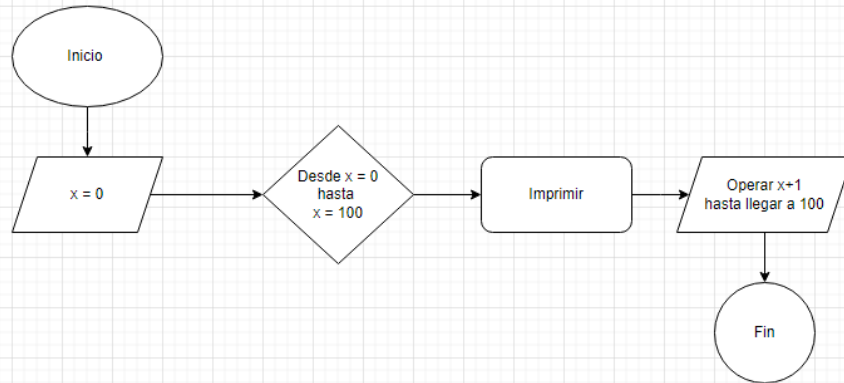 Inicio
x = 0
Desde x = 0
hasta
x = 100
Imprimir
Operar x+1
hasta llegar a 100
Fin